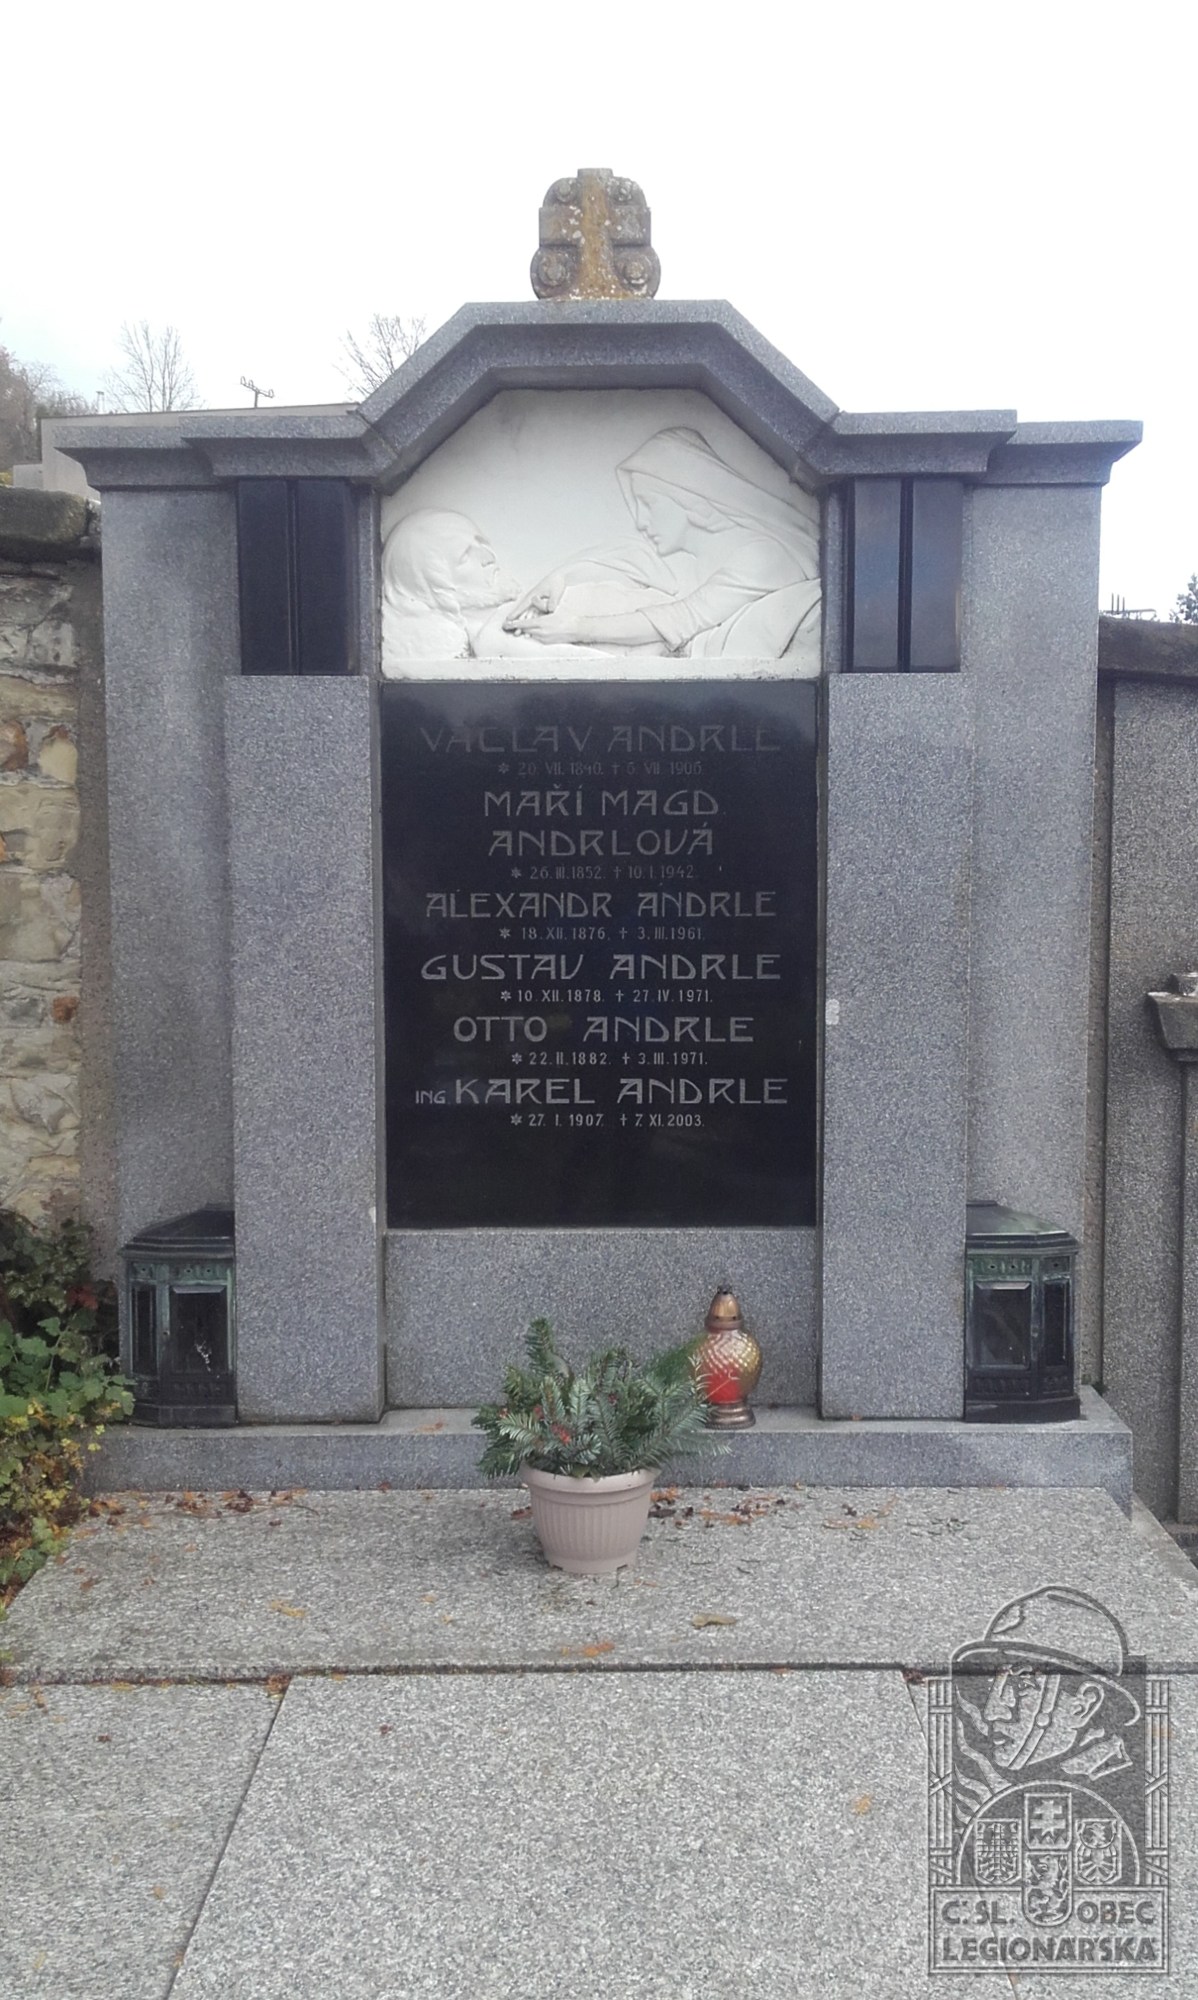 VÁCLAV ANDRLE
* 20. VII. 1840. † 5. VII. 1905.
MAŘÍ MAGD.
ANDRLOVÁ
* 26. III. 1852. † 10. I. 1942.
ALEXANDR ANDRLE
* 18. XII. 1876. † 3. III. 1961.
GUSTAV ANDRLE
* 10. XII. 1878. † 27. IV. 1971.
OTTO ANDRLE
* 22. II. 1882. † 3. III. 1971.
ING. KAREL ANDRLE
* 27. I. 1907. † 7. XI. 2003.
Č. SL. OBEC
LEGIONÁŘSKÁ